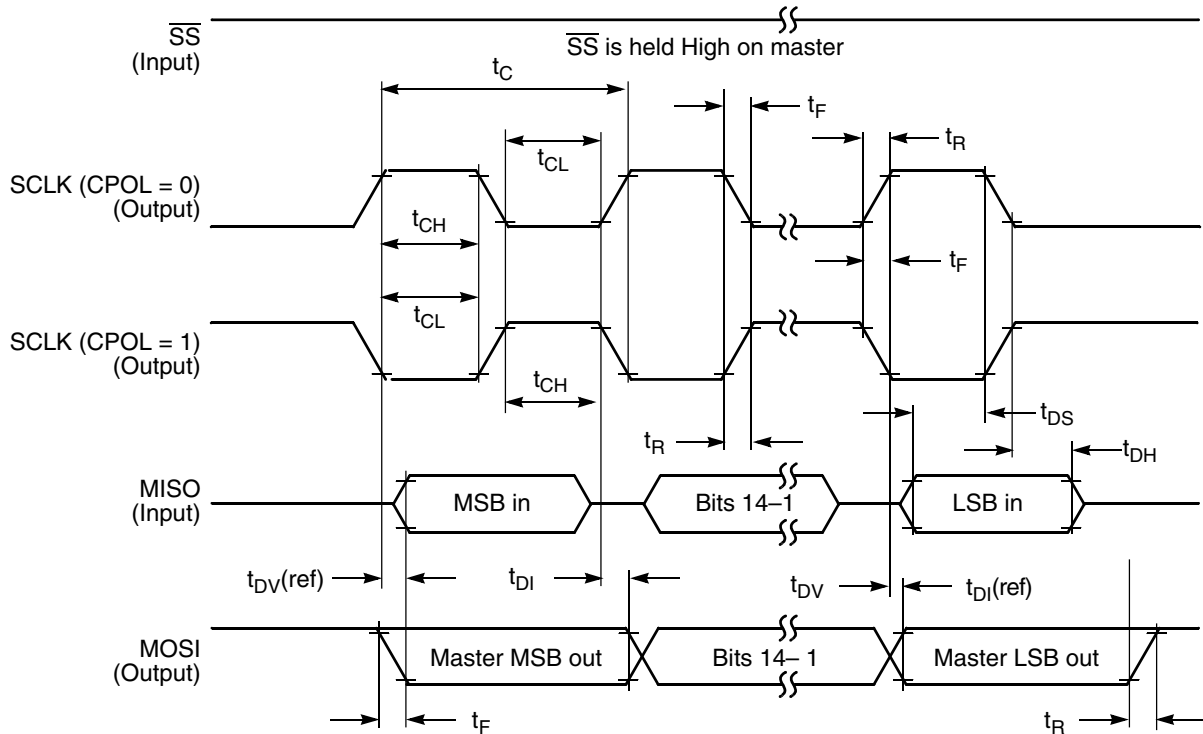 SS
(Input)
SS is held High on master
tC
tF
tR
tCL
SCLK (CPOL = 0)
(Output)
tCH
tF
tCL
SCLK (CPOL = 1)
(Output)
tCH
tDS
tR
tDH
MISO
(Input)
MSB in
Bits 14–1
LSB in
tDV(ref)
tDI
tDV
tDI(ref)
MOSI
(Output)
Master MSB out
Bits 14– 1
Master LSB out
tF
tR